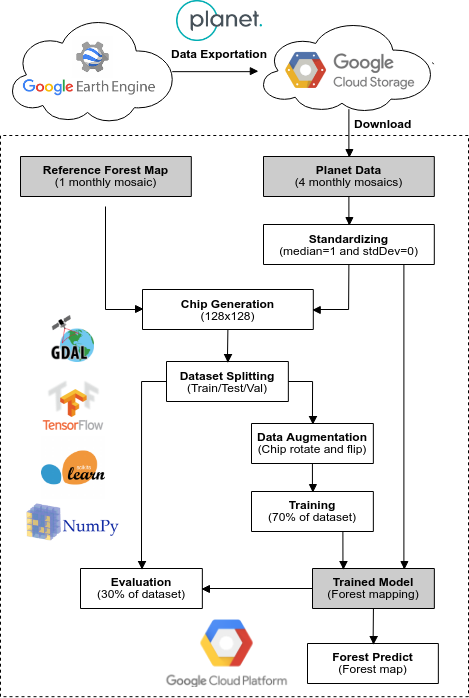 planet.
Data Exportation
Google Earth Engine
Google
Cloud Storage
Download
Reference Forest Map
(1 monthly mosaic)
Planet Data
(4 monthly mosaics)
Standardizing
(median=1 and stdDev=0)
Chip Generation
(128x128)
GDAL
Dataset Splitting
(Train/Test/Val)
TensorFlow
Data Augmentation
(Chip rotate and flip)
learn
Training
(70% of dataset)
NumPy
Evaluation
(30% of dataset)
Trained Model
(Forest mapping)
Google Cloud Platform
Forest Predict
(Forest map)